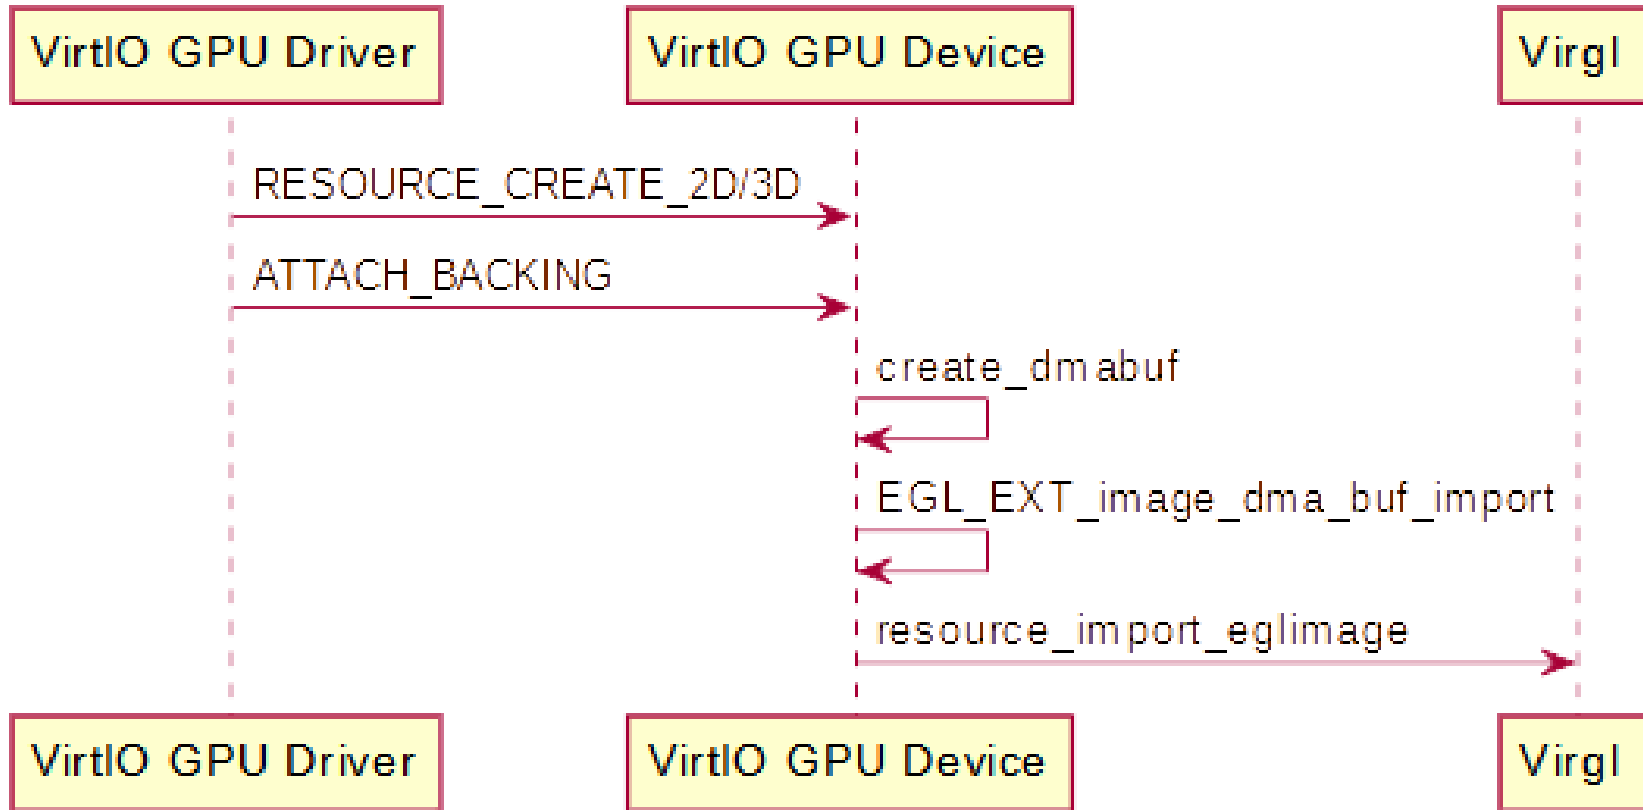 VirtIO GPU Driver
VirtIO GPU Device
Virgl
RESOURCE_CREATE_2D/3D
ATTACH_BACKING
create_dmabuf
EGL_EXT_image_dma_buf_import
resource_import_eglimage
VirtIO GPU Driver
VirtIO GPU Device
Virgl